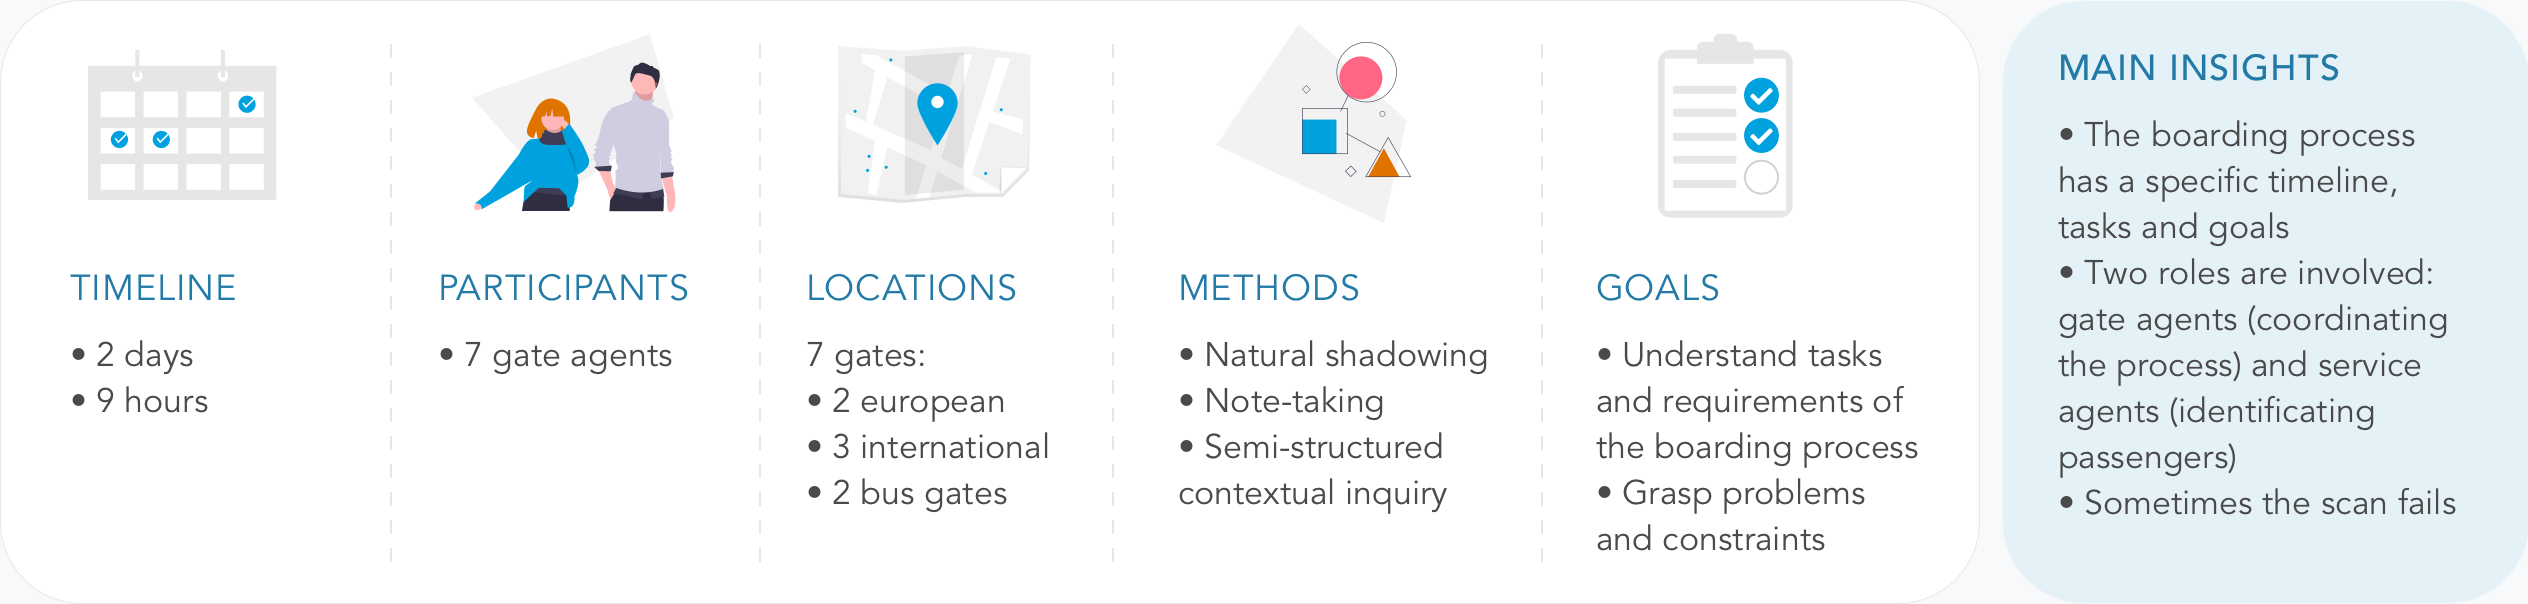 TIMELINE
• 2 days
• 9 hours
PARTICIPANTS
• 7 gate agents
LOCATIONS
7 gates:
• 2 european
• 3 international
• 2 bus gates
METHODS
• Natural shadowing
• Note-taking
• Semi-structured
contextual inquiry
GOALS
• Understand tasks
and requirements of
the boarding process
• Grasp problems
and constraints
MAIN INSIGHTS
• The boarding process
has a specific timeline,
tasks and goals
• Two roles are involved:
gate agents (coordinating
the process) and service
agents (identificating
passengers)
• Sometimes the scan fails